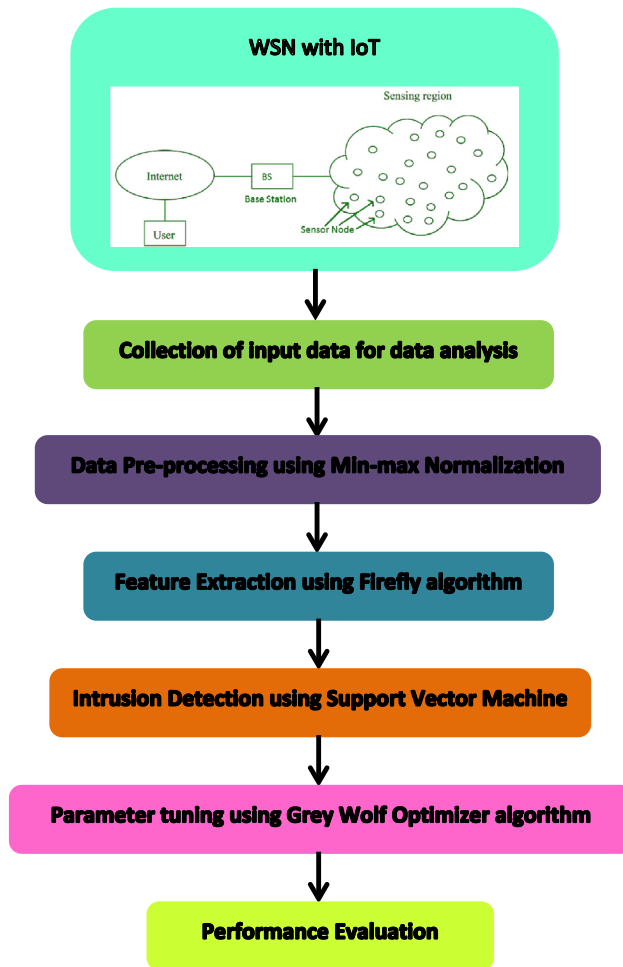 WSN with IoT
Sensing region
Internet
BS
Base Station
User
Sensor Node
Collection of input data for data analysis
Data Pre-processing using Min-max Normalization
Feature Extraction using Firefly algorithm
Intrusion Detection using Support Vector Machine
Parameter tuning using Grey Wolf Optimizer algorithm
Performance Evaluation